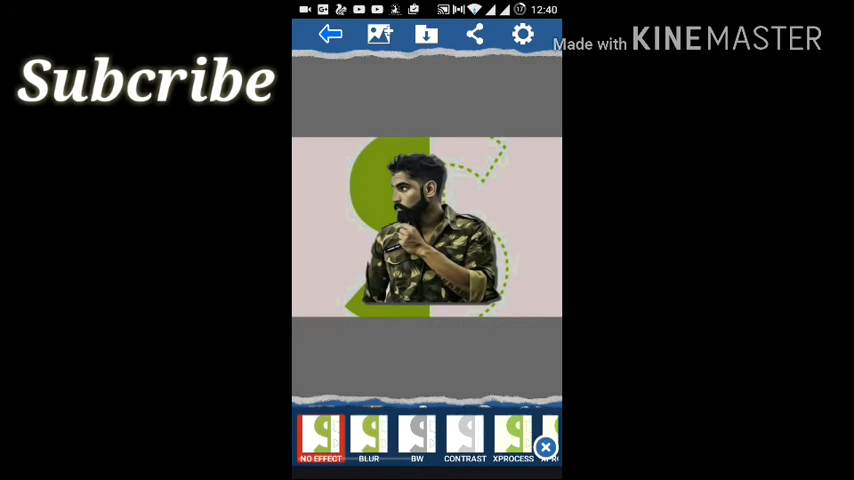 12:40
Made with KINEMASTER
Subcribe
NO EFFECT
BLUR
BW
CONTRAST
XPROCESS